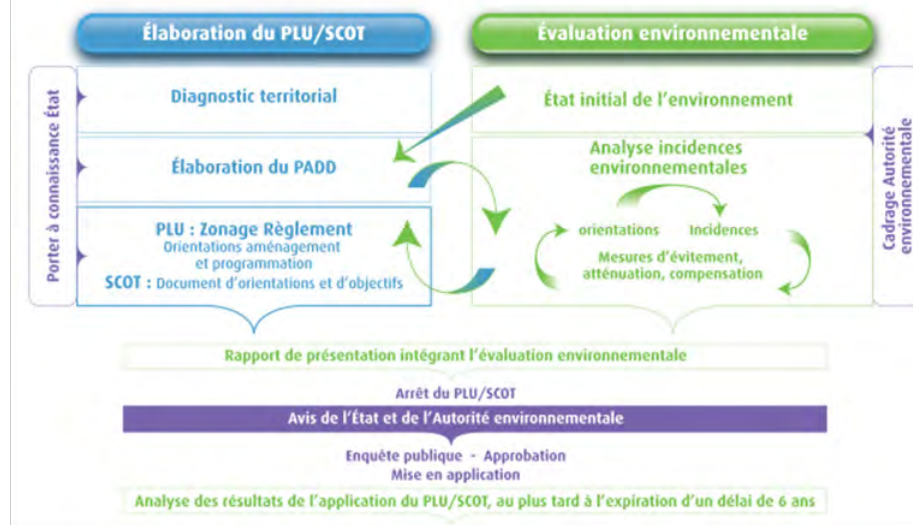 Élaboration du PLU/SCOT
Évaluation environnementale
Porter à connaissance État
Diagnostic territorial
État initial de l'environnement
Cadrage Autorité
environnementale
Élaboration du PADD
Analyse incidences
environnementales
PLU : Zonage Règlement
Orientations aménagement
et programmation
SCOT : Document d'orientations et d'objectifs
orientations
Incidences
Mesures d'évitement,
atténuation, compensation
Rapport de présentation intégrant l'évaluation environnementale
Arrêt du PLU/SCOT
Avis de l'État et de l'Autorité environnementale
Enquête publique - Approbation
Mise en application
Analyse des résultats de l'application du PLU/SCOT, au plus tard à l'expiration d'un délai de 6 ans